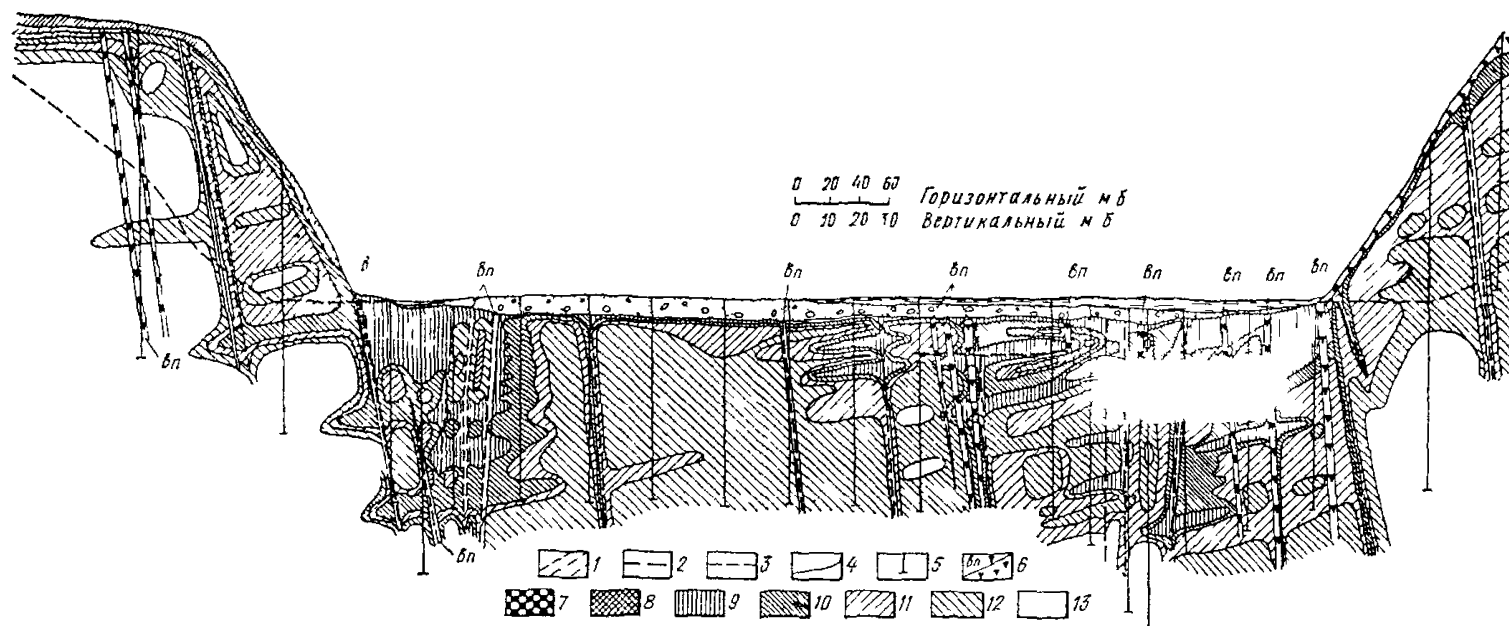 0 20 40 60 Горизонтальный м б
0 10 20 30 Вертикальный м б
в вп вп вп вп вп вп вп вп
вп
вп
1 2 3 4 5 вп 6
7 8 9 10 11 12 13